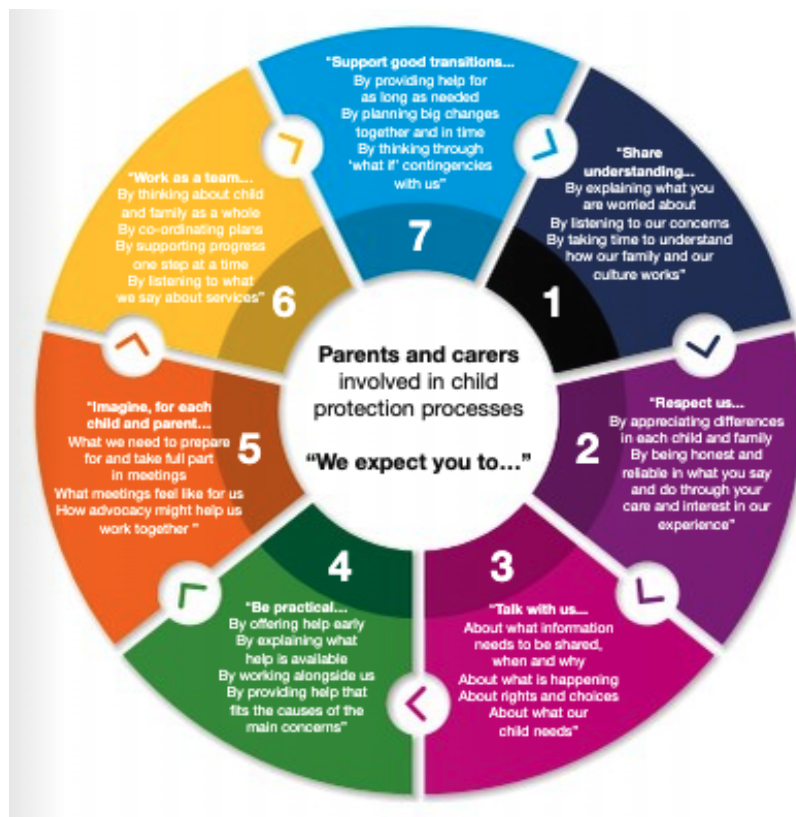 Parents and carers
involved in child
protection processes
“We expect you to...”
1
“Share
understanding...
By explaining what you
are worried about
By listening to our concerns
By taking time to understand
how our family and our
culture works”
2
“Respect us...
By appreciating differences
in each child and family
By being honest and
reliable in what you say
and do through your
care and interest in our
experience”
3
“Talk with us...
About what information
needs to be shared,
when and why
About what is happening
About rights and choices
About what our
child needs”
4
“Be practical...
By offering help early
By explaining what
help is available
By working alongside us
By providing help that
fits the causes of the
main concerns”
5
“Imagine, for each
child and parent...
What we need to prepare
for and take full part
in meetings
What meetings feel like for us
How advocacy might help us
work together ”
6
“Work as a team...
By thinking about child
and family as a whole
By co-ordinating plans
By supporting progress
one step at a time
By listening to what
we say about services”
7
“Support good transitions...
By providing help for
as long as needed
By planning big changes
together and in time
By thinking through
‘what if’ contingencies
with us”